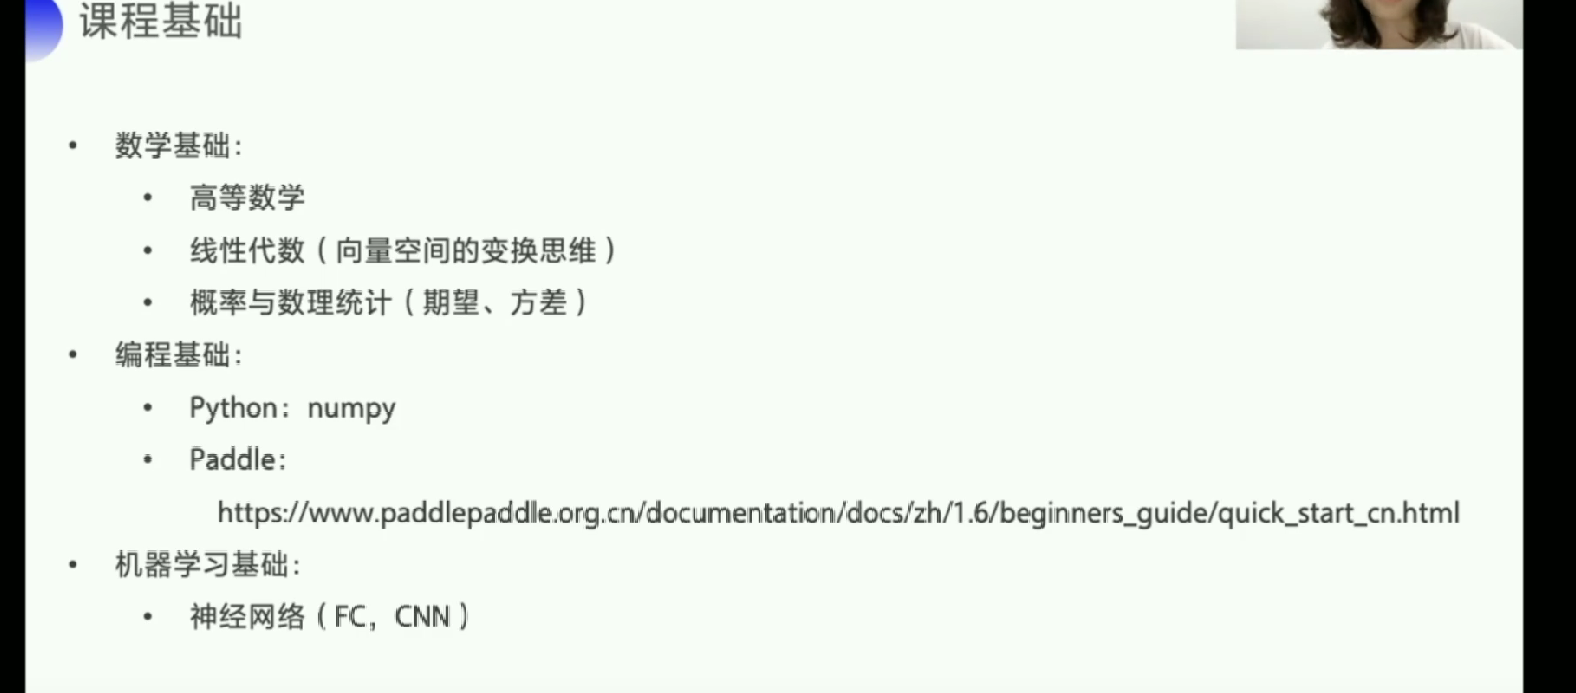 课程基础
• 数学基础：
• 高等数学
• 线性代数（向量空间的变换思维）
• 概率与数理统计（期望、方差）
• 编程基础：
• Python：numpy
• Paddle：
https://www.paddlepaddle.org.cn/documentation/docs/zh/1.6/beginners_guide/quick_start_cn.html
• 机器学习基础：
• 神经网络（FC，CNN）